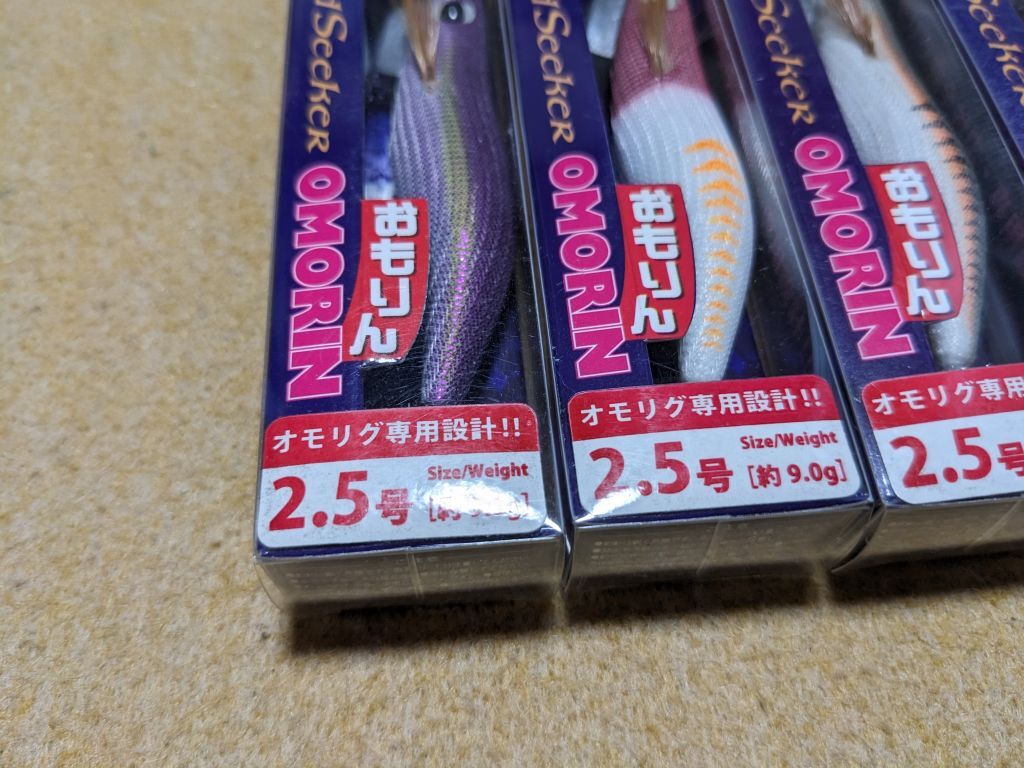 Seeker
OMORIN
おもりん
オモリグ専用設計!!
Size/Weight
2.5号
Seeker
OMORIN
おもりん
オモリグ専用設計!!
Size/Weight
2.5号 [約 9.0g]
Seeker
OMORIN
おもりん
オモリグ専用
2.5号